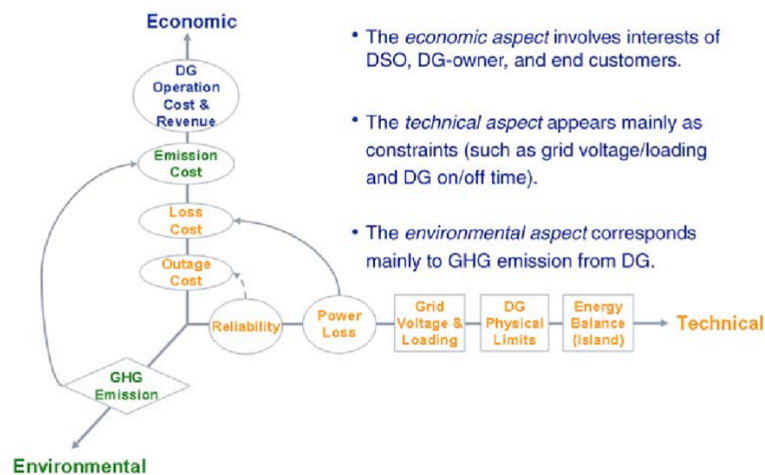 Economic
DG
Operation
Cost &
Revenue
Emission
Cost
Loss
Cost
Outage
Cost
Reliability
Power
Loss
Grid
Voltage &
Loading
DG
Physical
Limits
Energy
Balance
(Island)
Technical
GHG
Emission
Environmental
• The economic aspect involves interests of
DSO, DG-owner, and end customers.
• The technical aspect appears mainly as
constraints (such as grid voltage/loading
and DG on/off time).
• The environmental aspect corresponds
mainly to GHG emission from DG.